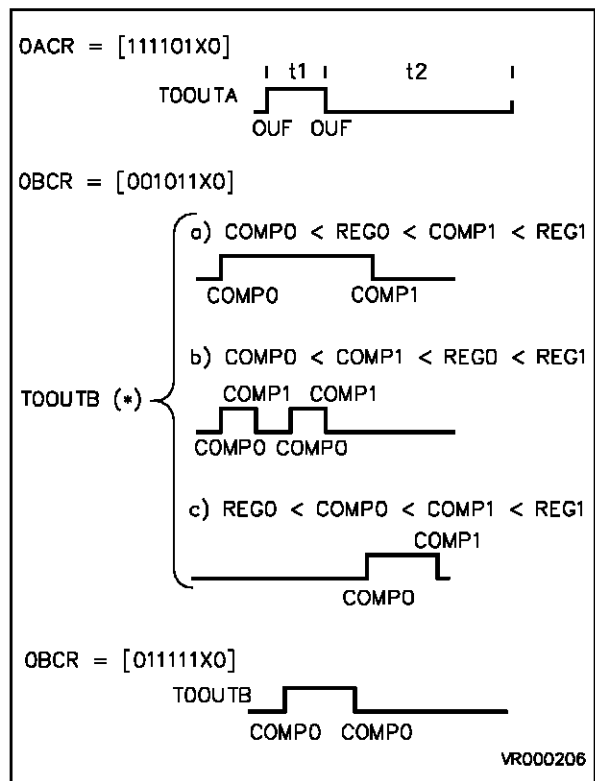 OACR = [111101X0]
t1 t2
TOOUTA
OUF OUF
OBCR = [001011X0]
a) COMP0 < REG0 < COMP1 < REG1
COMP0 COMP1
b) COMP0 < COMP1 < REG0 < REG1
TOOUTB (*)
COMP1 COMP1
COMP0 COMP0
c) REG0 < COMP0 < COMP1 < REG1
COMP1
COMP0
OBCR = [011111X0]
TOOUTB
COMP0 COMP0
VR000206